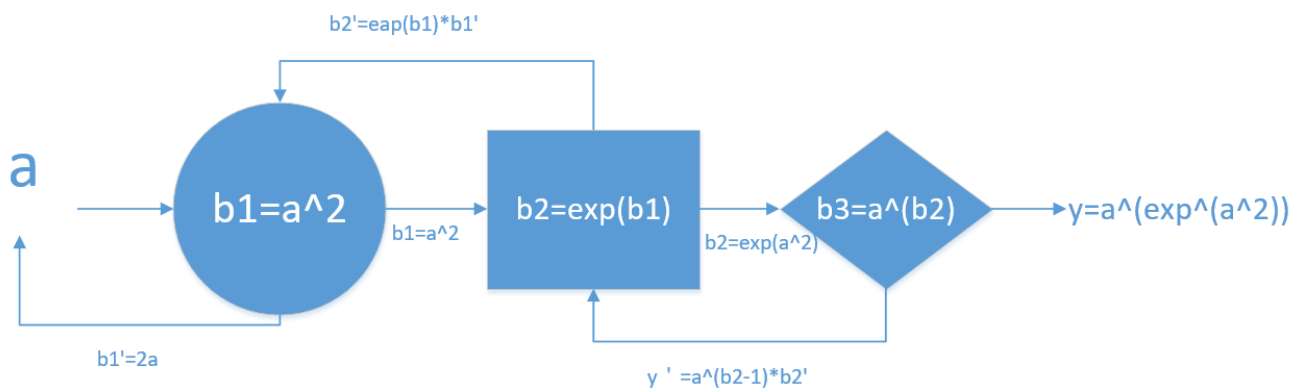 b2'=eap(b1)*b1'
a
b1=a^2
b1=a^2
b2=exp(b1)
b2=exp(a^2)
b3=a^(b2)
y=a^(exp^(a^2))
b1'=2a
y ' =a^(b2-1)*b2'